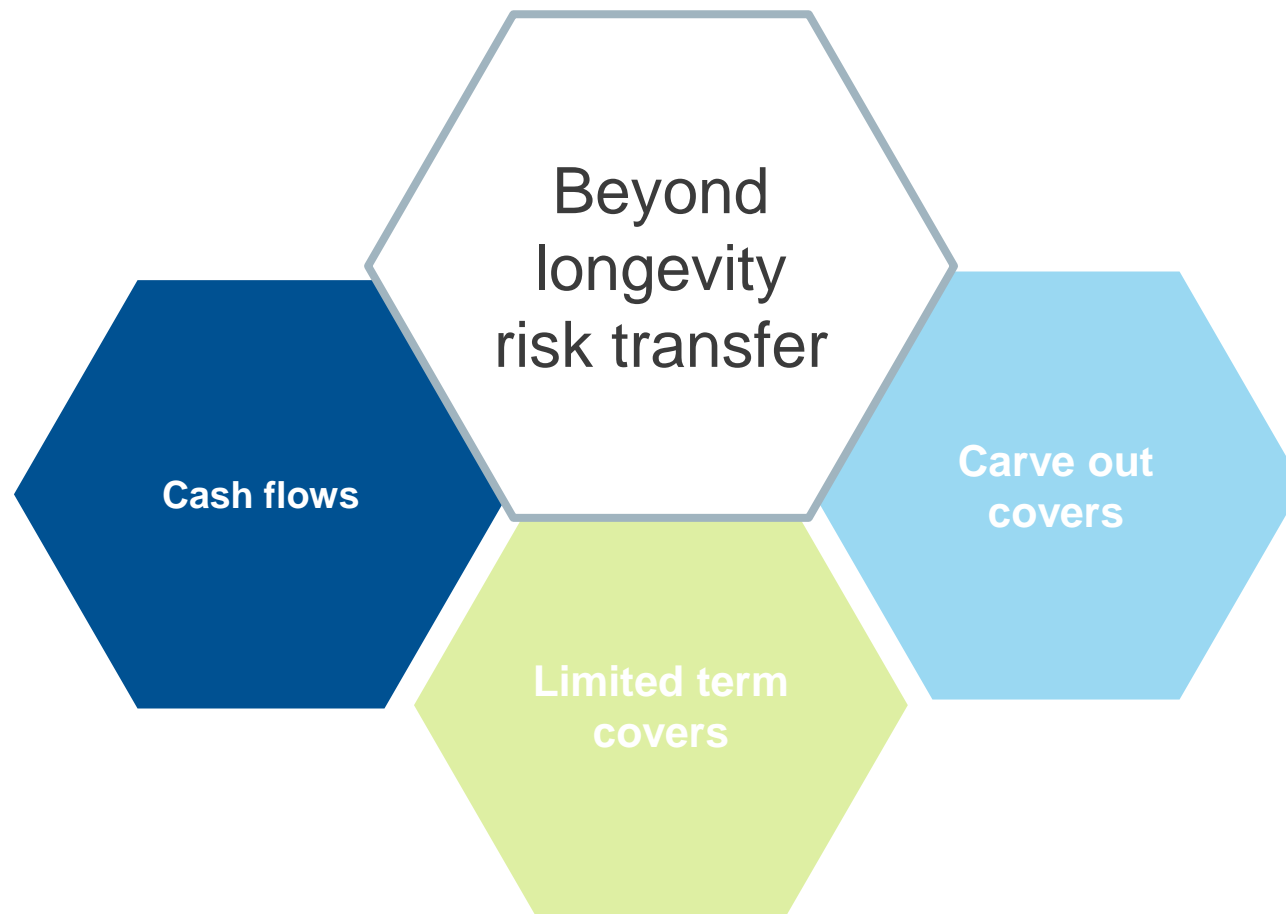 Beyond
longevity
risk transfer
Cash flows
Carve out
covers
Limited term
covers